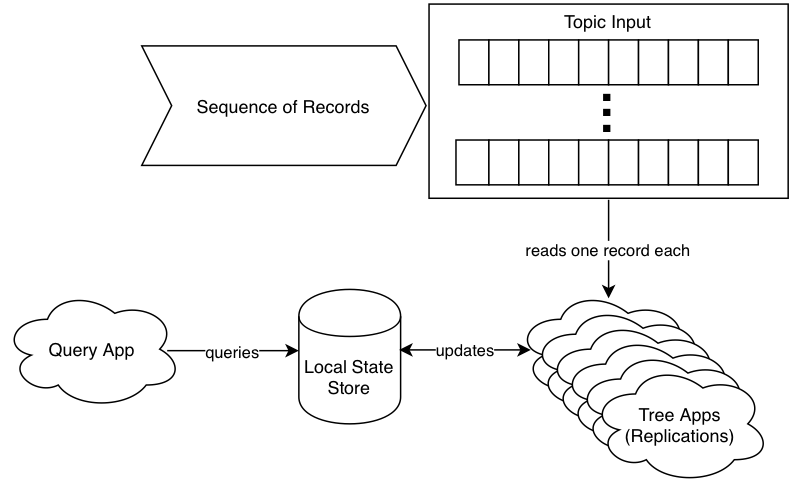 Topic Input
Sequence of Records
reads one record each
Query App
queries
Local State
Store
updates
Tree Apps
(Replications)